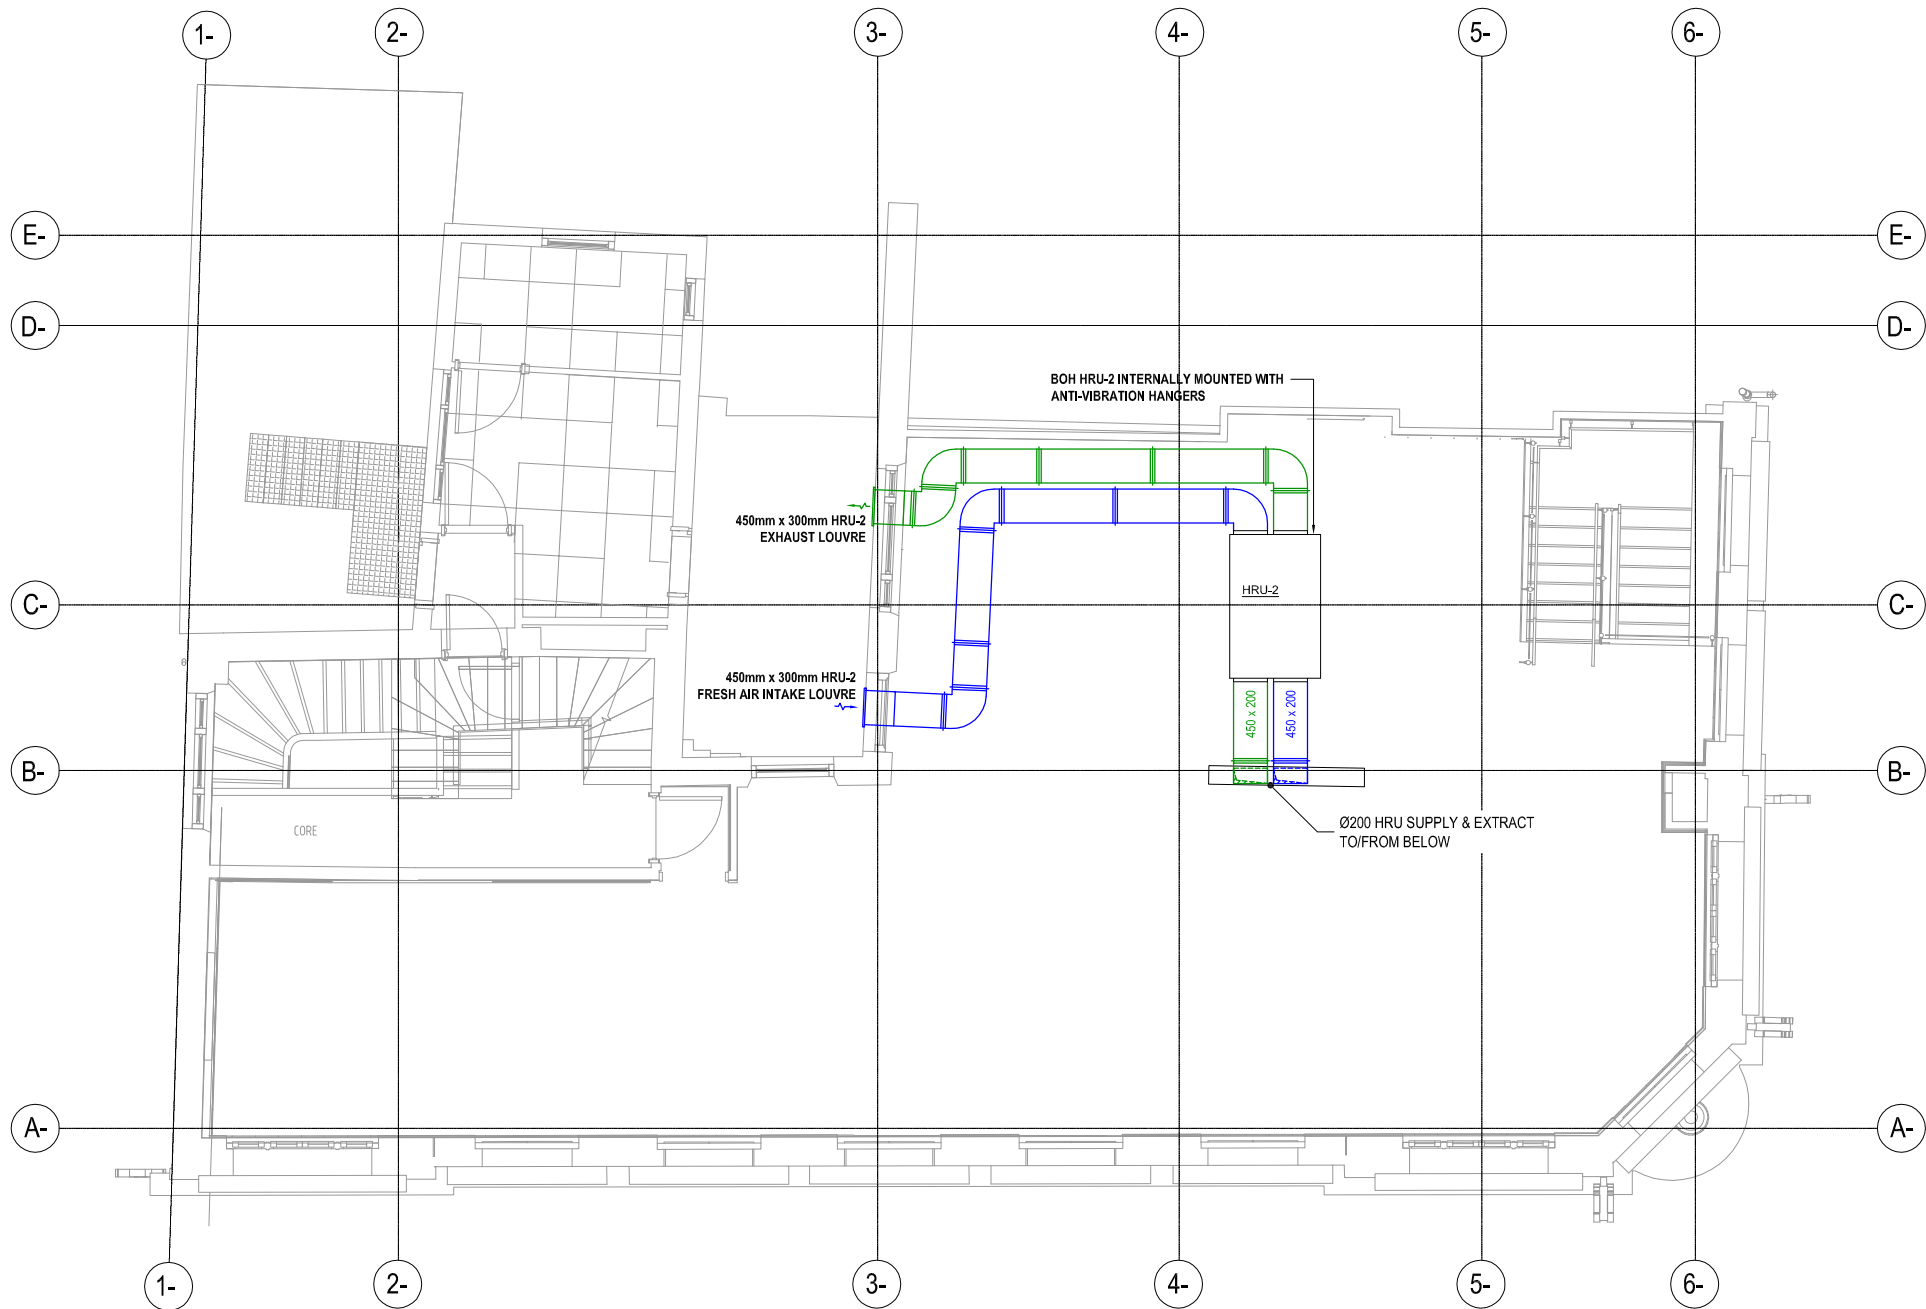 1-
2-
3-
4-
5-
6-
E-
E-
D-
D-
BOH HRU-2 INTERNALLY MOUNTED WITH
ANTI-VIBRATION HANGERS
450mm x 300mm HRU-2
EXHAUST LOUVRE
HRU-2
C-
C-
450mm x 300mm HRU-2
FRESH AIR INTAKE LOUVRE
450 x 200
450 x 200
B-
B-
Ø200 HRU SUPPLY & EXTRACT
TO/FROM BELOW
CORE
A-
A-
1-
2-
3-
4-
5-
6-